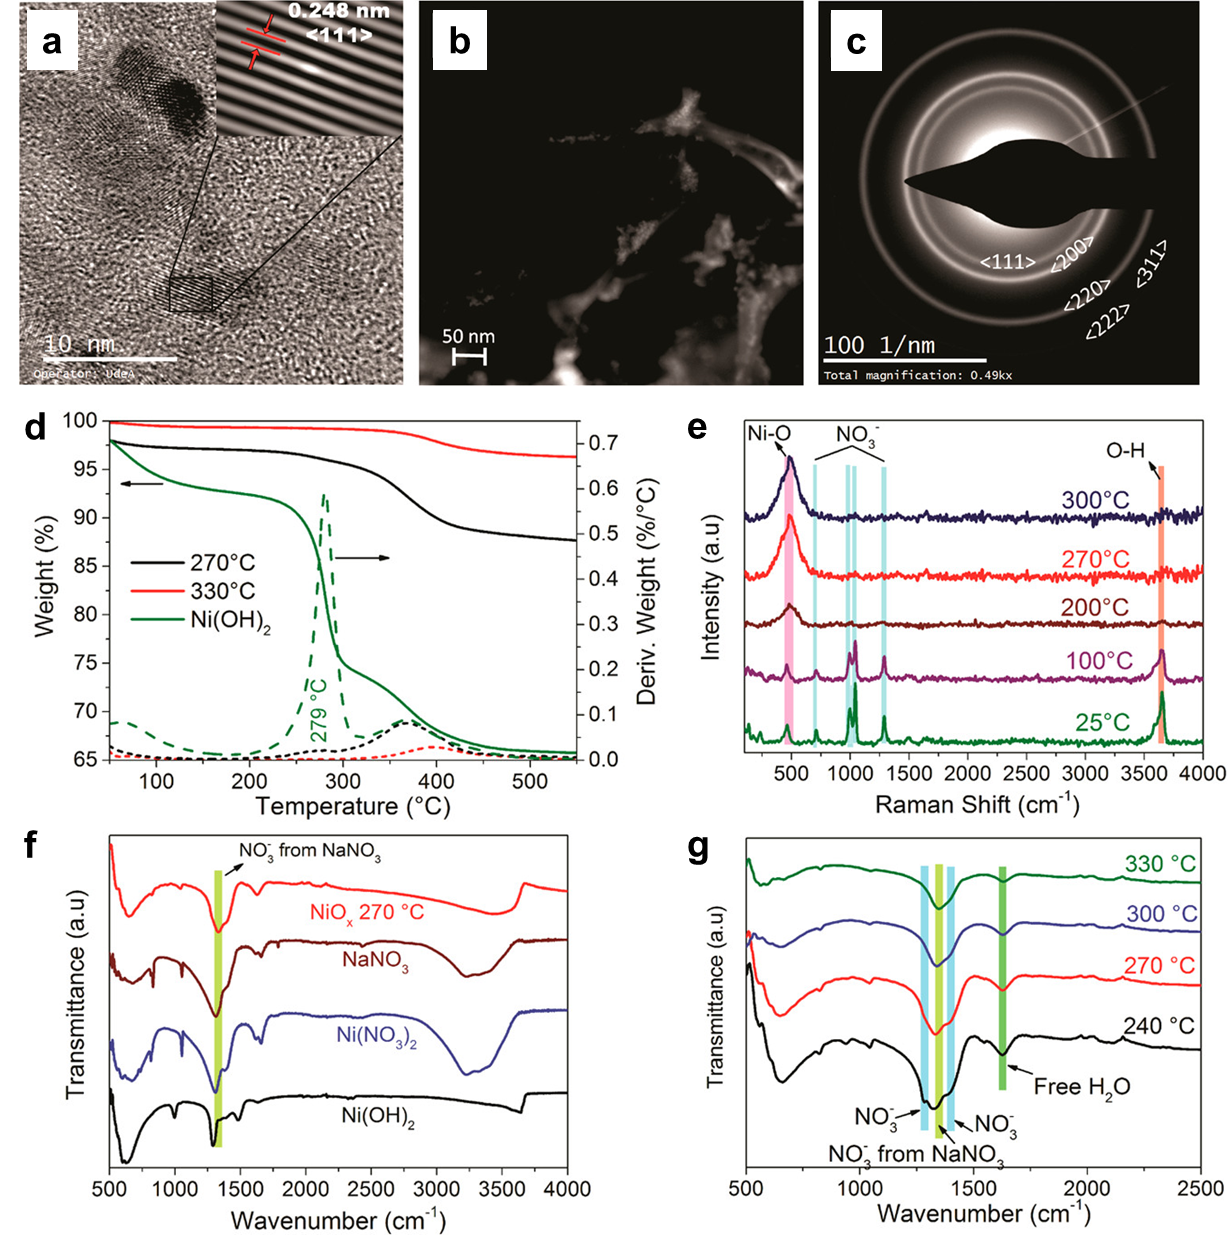 a
0.248 nm
<111>
10 nm
Operator: UdeA
b
50 nm
c
<111>
<200>
<220>
<222>
<311>
100 1/nm
Total magnification: 0.49kx
d
100
95
90
85
80
75
70
65
Weight (%)
270°C
330°C
Ni(OH)2
279 °C
0.7
0.6
0.5
0.4
0.3
0.2
0.1
0.0
Deriv. Weight (%/°C)
100 200 300 400 500
Temperature (°C)
e
Ni-O
NO3-
O-H
300°C
270°C
200°C
100°C
25°C
Intensity (a.u)
500 1000 1500 2000 2500 3000 3500 4000
Raman Shift (cm-1)
f
NO3- from NaNO3
NiOx 270 °C
NaNO3
Ni(NO3)2
Ni(OH)2
Transmittance (a.u)
500 1000 1500 2000 2500 3000 3500 4000
Wavenumber (cm-1)
g
330 °C
300 °C
270 °C
240 °C
Free H2O
NO3-
NO3-
NO3- from NaNO3
Transmittance (a.u)
500 1000 1500 2000 2500
Wavenumber (cm-1)